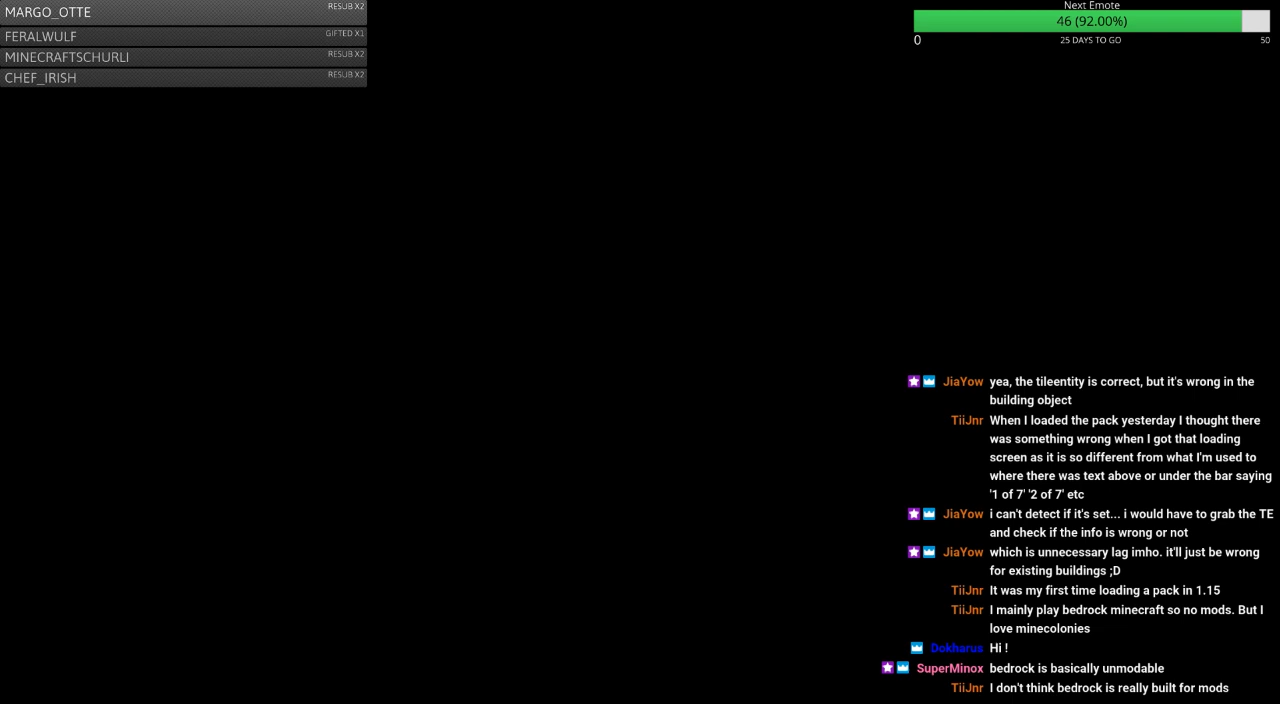 MARGO_OTTE RESUB X2
FERALWULF GIFTED X1
MINECRAFTSCHURLI RESUB X2
CHEF_IRISH RESUB X2
Next Emote
46 (92.00%)
0 25 DAYS TO GO 50
JiaYow yea, the tileentity is correct, but it's wrong in the
building object
TiiJnr When I loaded the pack yesterday I thought there
was something wrong when I got that loading
screen as it is so different from what I'm used to
where there was text above or under the bar saying
'1 of 7' '2 of 7' etc
JiaYow i can't detect if it's set... i would have to grab the TE
and check if the info is wrong or not
JiaYow which is unnecessary lag imho. it'll just be wrong
for existing buildings ;D
TiiJnr It was my first time loading a pack in 1.15
TiiJnr I mainly play bedrock minecraft so no mods. But I
love minecolonies
Dokharus Hi !
SuperMinox bedrock is basically unmodable
TiiJnr I don't think bedrock is really built for mods